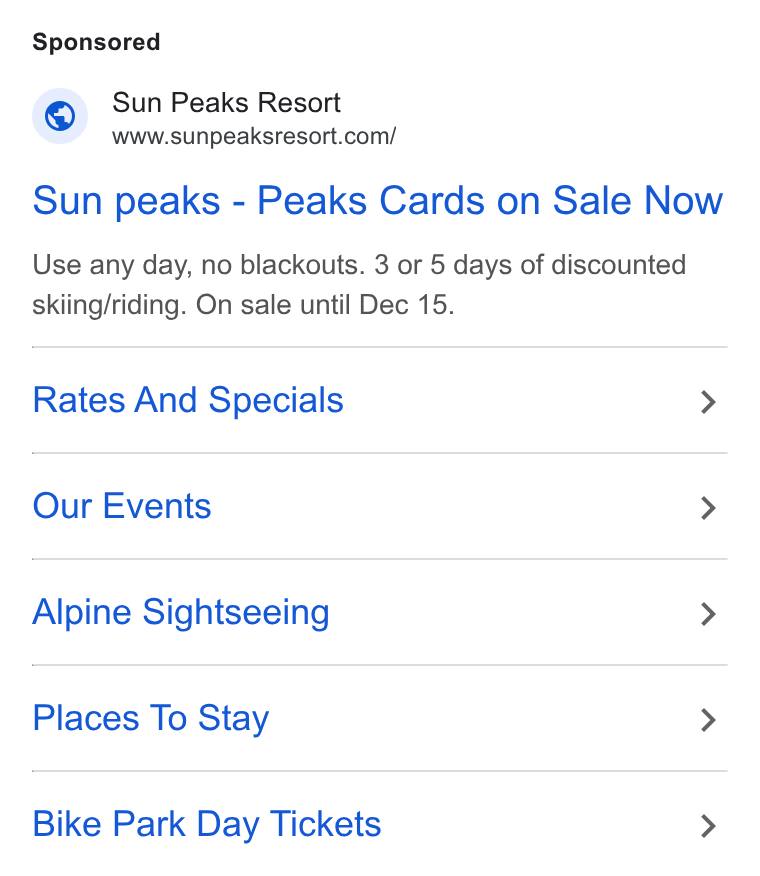 Sponsored
Sun Peaks Resort
www.sunpeaksresort.com/
Sun peaks - Peaks Cards on Sale Now
Use any day, no blackouts. 3 or 5 days of discounted
skiing/riding. On sale until Dec 15.
Rates And Specials
Our Events
Alpine Sightseeing
Places To Stay
Bike Park Day Tickets